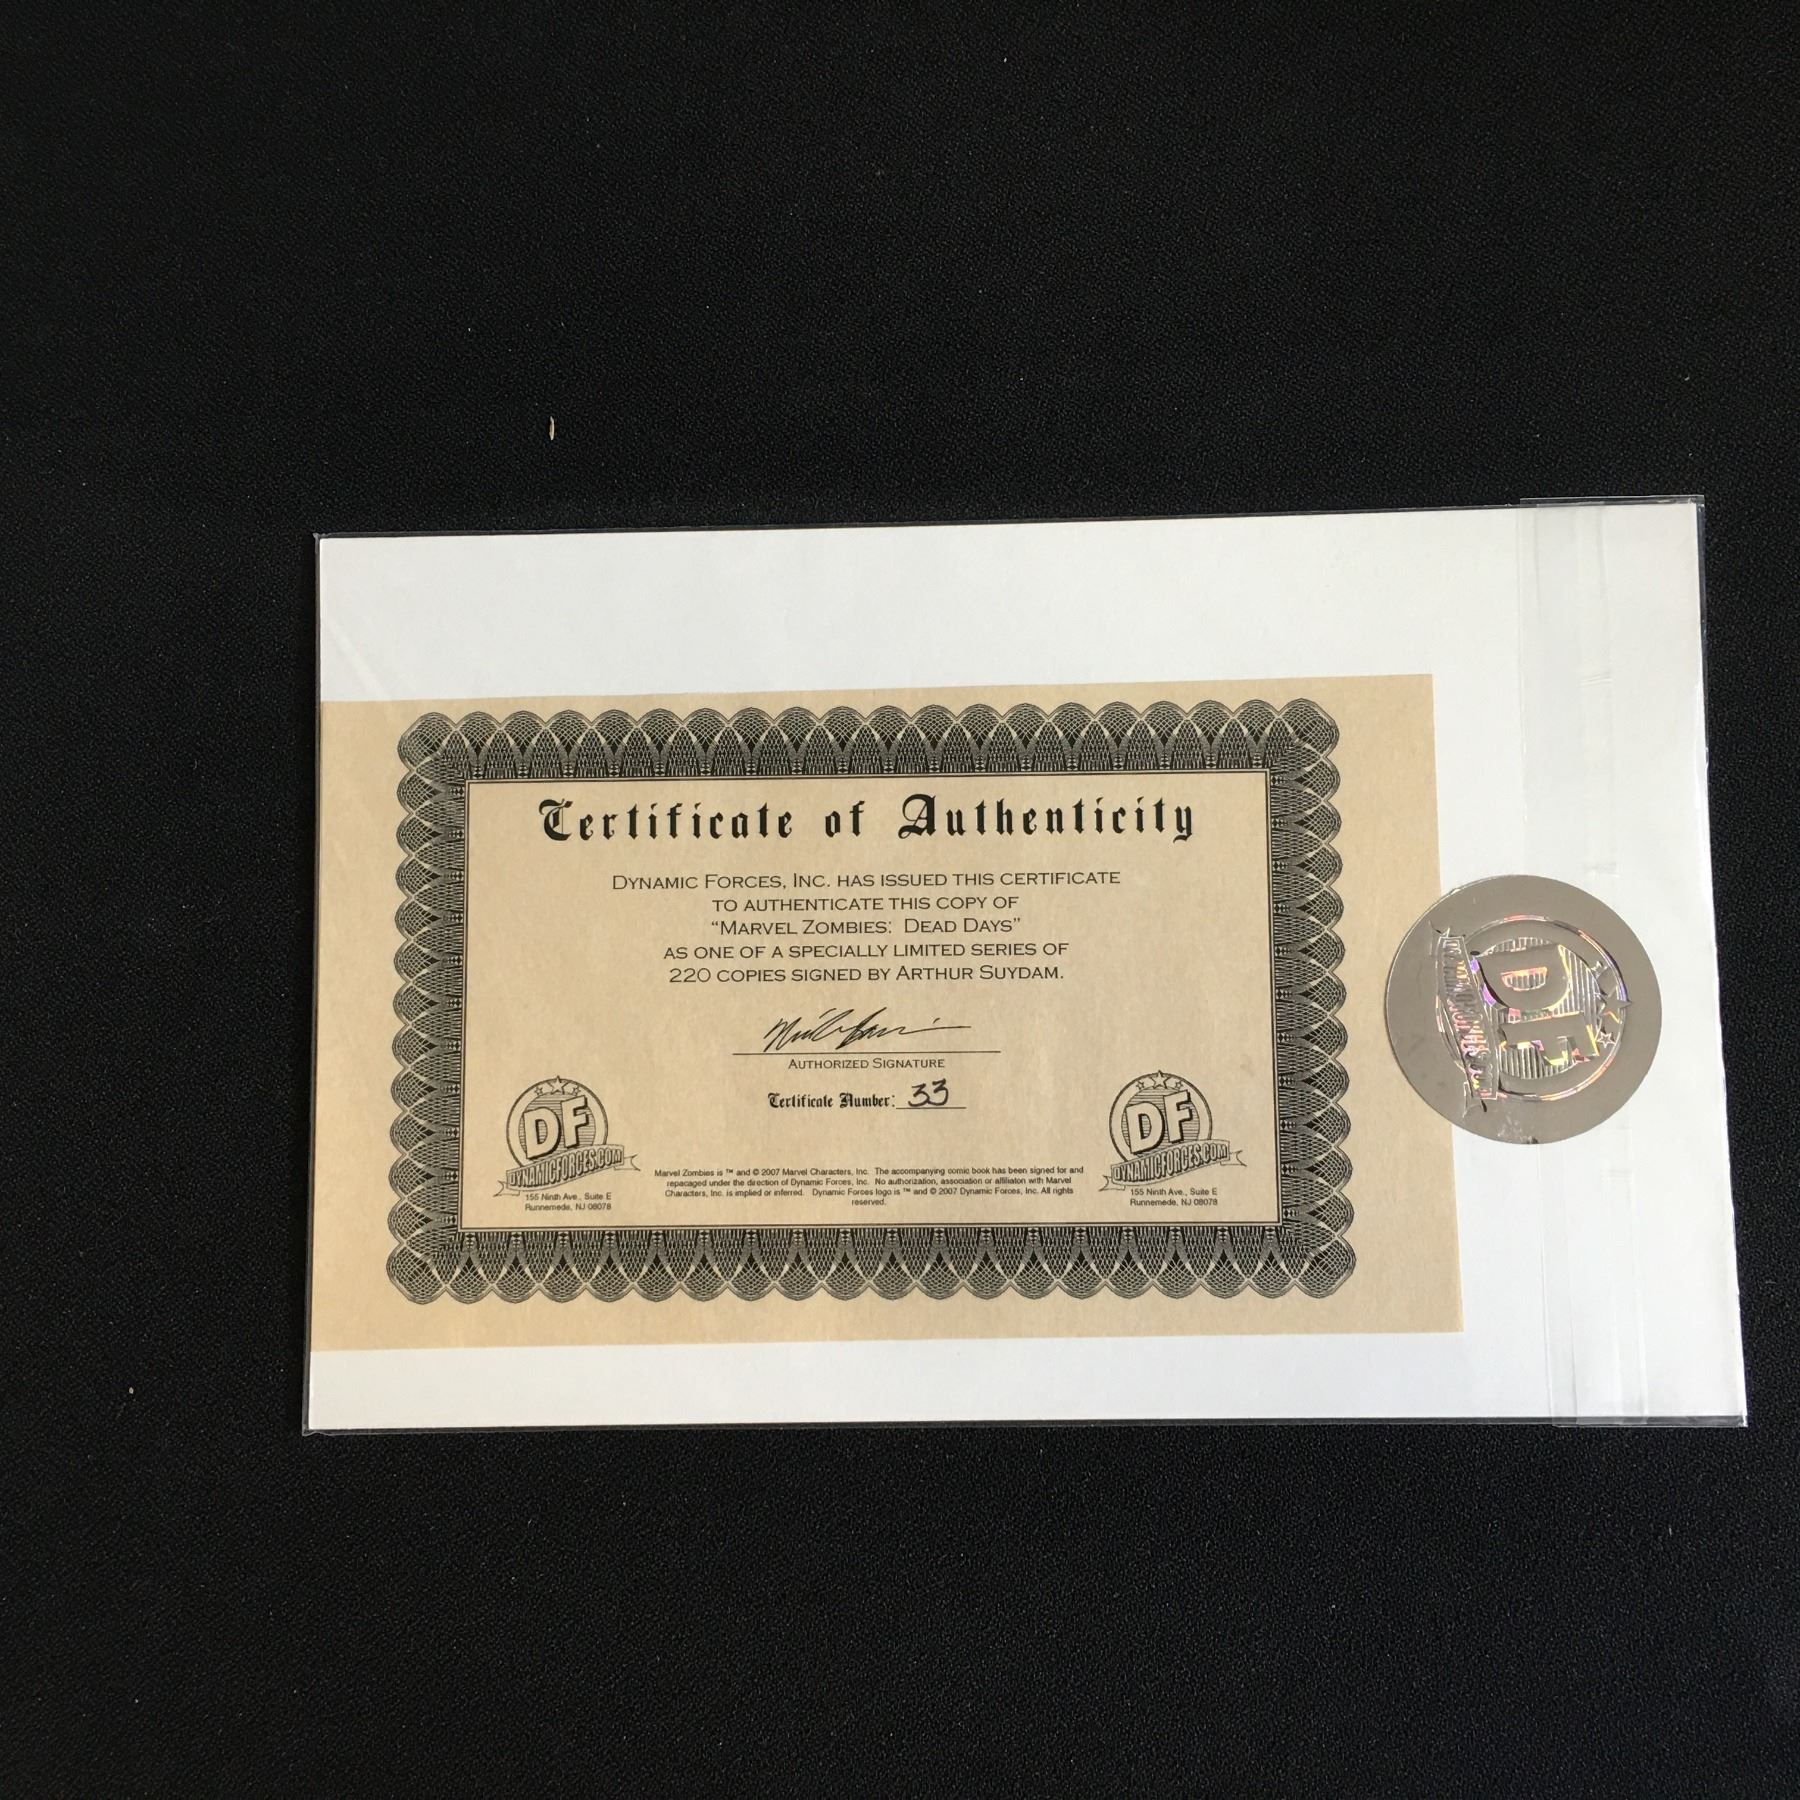 Certificate of Authenticity
DYNAMIC FORCES, INC. HAS ISSUED THIS CERTIFICATE
TO AUTHENTICATE THIS COPY OF
“MARVEL ZOMBIES: DEAD DAYS”
AS ONE OF A SPECIALLY LIMITED SERIES OF
220 COPIES SIGNED BY ARTHUR SUYDAM.
AUTHORIZED SIGNATURE
Certificate Number: 33
DF
DYNAMICFORCES.COM
155 Ninth Ave., Suite E
Runnemede, NJ 08078
Marvel Zombies is ™ and © 2007 Marvel Characters, Inc. The accompanying comic book has been signed for and
repacaged under the direction of Dynamic Forces, Inc. No authorization, association or affiliaton with Marvel
Characters, Inc. is implied or inferred. Dynamic Forces logo is ™ and © 2007 Dynamic Forces, Inc. All rights
reserved.
DF
DYNAMICFORCES.COM
155 Ninth Ave., Suite E
Runnemede, NJ 08078
DF